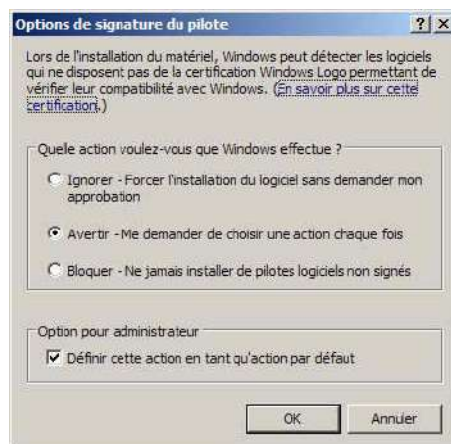 Options de signature du pilote
Lors de l'installation du matériel, Windows peut détecter les logiciels
qui ne disposent pas de la certification Windows Logo permettant de
vérifier leur compatibilité avec Windows. (En savoir plus sur cette
certification.)
Quelle action voulez-vous que Windows effectue ?
Ignorer - Forcer l'installation du logiciel sans demander mon
approbation
Avertir - Me demander de choisir une action chaque fois
Bloquer - Ne jamais installer de pilotes logiciels non signés
Option pour administrateur
Définir cette action en tant qu'action par défaut
OK
Annuler